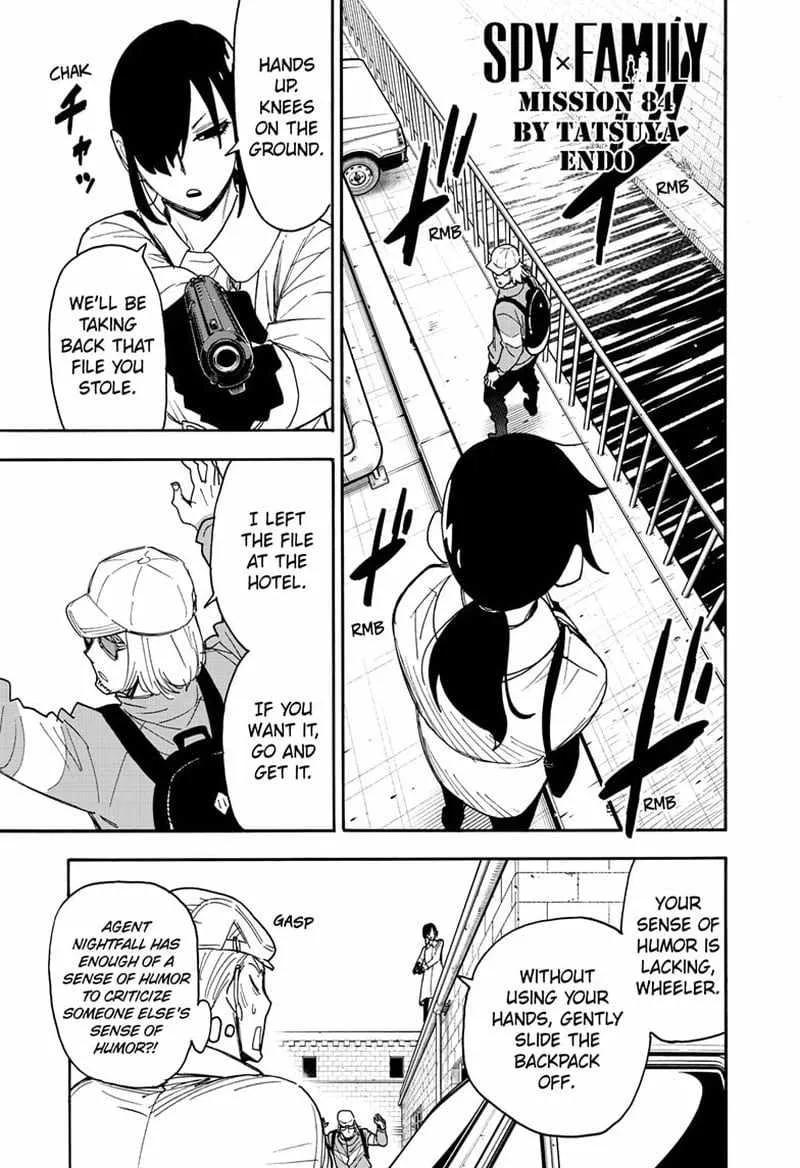 SPY×FAMILY
MISSION 84
BY TATSUYA
ENDO
RMB
RMB
ドド
RMB
ドド
RMB
HANDS
UP.
KNEES
ON THE
GROUND.
CHAK
チャッ
WE'LL BE
TAKING
BACK THAT
FILE YOU
STOLE.
I LEFT
THE FILE
AT THE
HOTEL.
IF YOU
WANT IT,
GO AND
GET IT.
YOUR
SENSE OF
HUMOR IS
LACKING,
WHEELER.
WITHOUT
USING YOUR
HANDS, GENTLY
SLIDE THE
BACKPACK
OFF.
GASP
AGENT
NIGHTFALL HAS
ENOUGH OF A
SENSE OF HUMOR
TO CRITICIZE
SOMEONE ELSE'S
SENSE OF
HUMOR?!